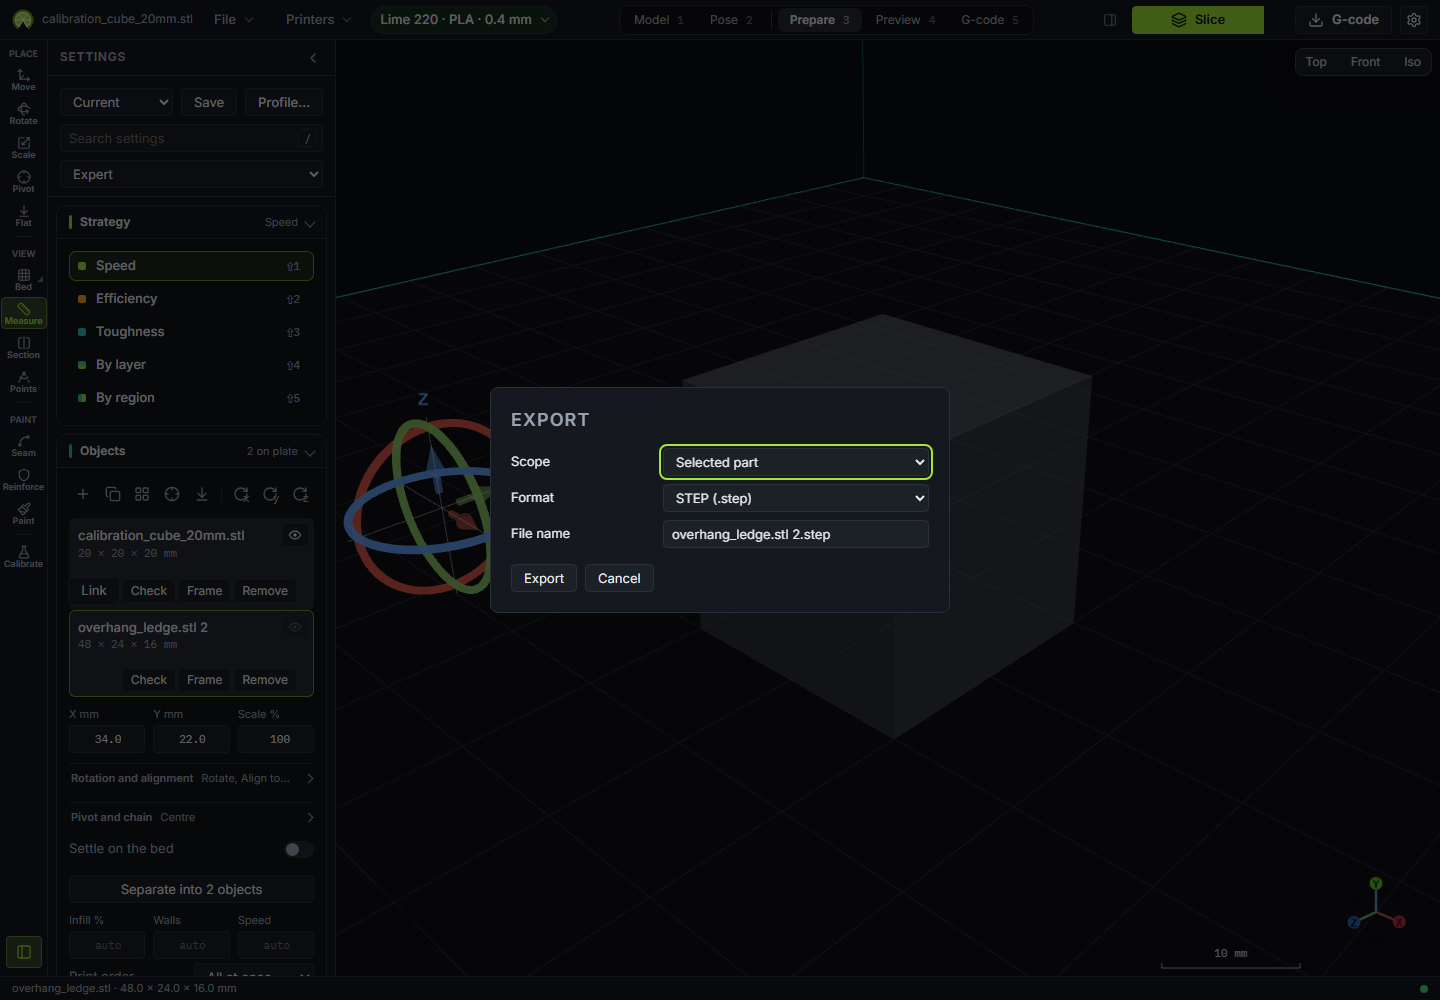 calibration_cube_20mm.stl File Printers Lime 220 · PLA · 0.4 mm Model 1 Pose 2 Prepare 3 Preview 4 G-code 5 Slice G-code
PLACE
Move
Rotate
Scale
Pivot
Flat
VIEW
Bed
Measure
Section
Points
PAINT
Seam
Reinforce
Paint
Calibrate
SETTINGS
Current Save Profile...
Search settings /
Expert
Strategy Speed
Speed ⇧1
Efficiency ⇧2
Toughness ⇧3
By layer ⇧4
By region ⇧5
Objects 2 on plate
x y z
calibration_cube_20mm.stl
20 × 20 × 20 mm
Link Check Frame Remove
overhang_ledge.stl 2
48 × 24 × 16 mm
Check Frame Remove
X mm Y mm Scale %
34.0 22.0 100
Rotation and alignment Rotate, Align to...
Pivot and chain Centre
Settle on the bed
Separate into 2 objects
Infill % Walls Speed
auto auto auto
Print order All at once
Top Front Iso
Z
EXPORT
Scope Selected part
Format STEP (.step)
File name overhang_ledge.stl 2.step
Export Cancel
Y
Z X
10 mm
overhang_ledge.stl · 48.0 × 24.0 × 16.0 mm